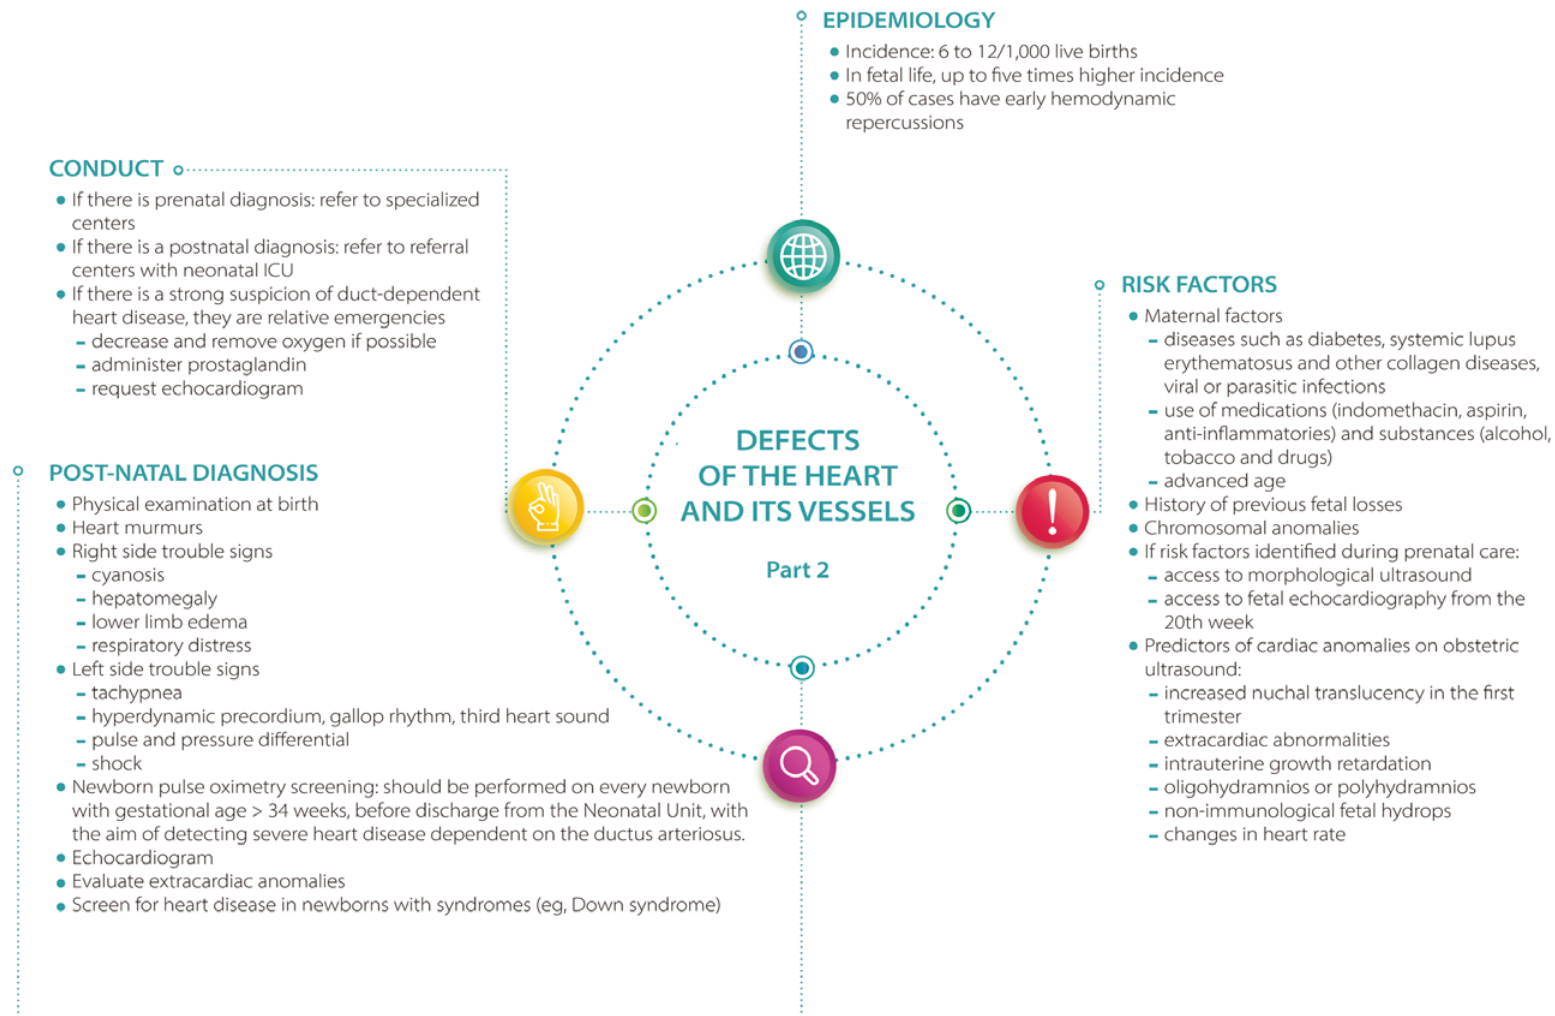 EPIDEMIOLOGY
• Incidence: 6 to 12/1,000 live births
• In fetal life, up to five times higher incidence
• 50% of cases have early hemodynamic
repercussions
CONDUCT
• If there is prenatal diagnosis: refer to specialized
centers
• If there is a postnatal diagnosis: refer to referral
centers with neonatal ICU
• If there is a strong suspicion of duct-dependent
heart disease, they are relative emergencies
– decrease and remove oxygen if possible
– administer prostaglandin
– request echocardiogram
RISK FACTORS
• Maternal factors
– diseases such as diabetes, systemic lupus
erythematosus and other collagen diseases,
viral or parasitic infections
– use of medications (indomethacin, aspirin,
anti-inflammatories) and substances (alcohol,
tobacco and drugs)
– advanced age
• History of previous fetal losses
• Chromosomal anomalies
• If risk factors identified during prenatal care:
– access to morphological ultrasound
– access to fetal echocardiography from the
20th week
• Predictors of cardiac anomalies on obstetric
ultrasound:
– increased nuchal translucency in the first
trimester
– extracardiac abnormalities
– intrauterine growth retardation
– oligohydramnios or polyhydramnios
– non-immunological fetal hydrops
– changes in heart rate
DEFECTS
OF THE HEART
AND ITS VESSELS
Part 2
POST-NATAL DIAGNOSIS
• Physical examination at birth
• Heart murmurs
• Right side trouble signs
– cyanosis
– hepatomegaly
– lower limb edema
– respiratory distress
• Left side trouble signs
– tachypnea
– hyperdynamic precordium, gallop rhythm, third heart sound
– pulse and pressure differential
– shock
• Newborn pulse oximetry screening: should be performed on every newborn
with gestational age > 34 weeks, before discharge from the Neonatal Unit, with
the aim of detecting severe heart disease dependent on the ductus arteriosus.
• Echocardiogram
• Evaluate extracardiac anomalies
• Screen for heart disease in newborns with syndromes (eg, Down syndrome)